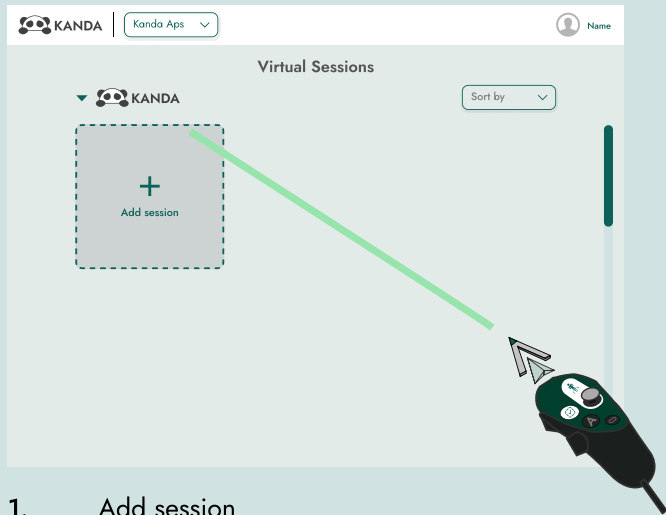 KANDA
Kanda Aps
Name
Virtual Sessions
KANDA
Sort by
+
Add session
A
1. Add session